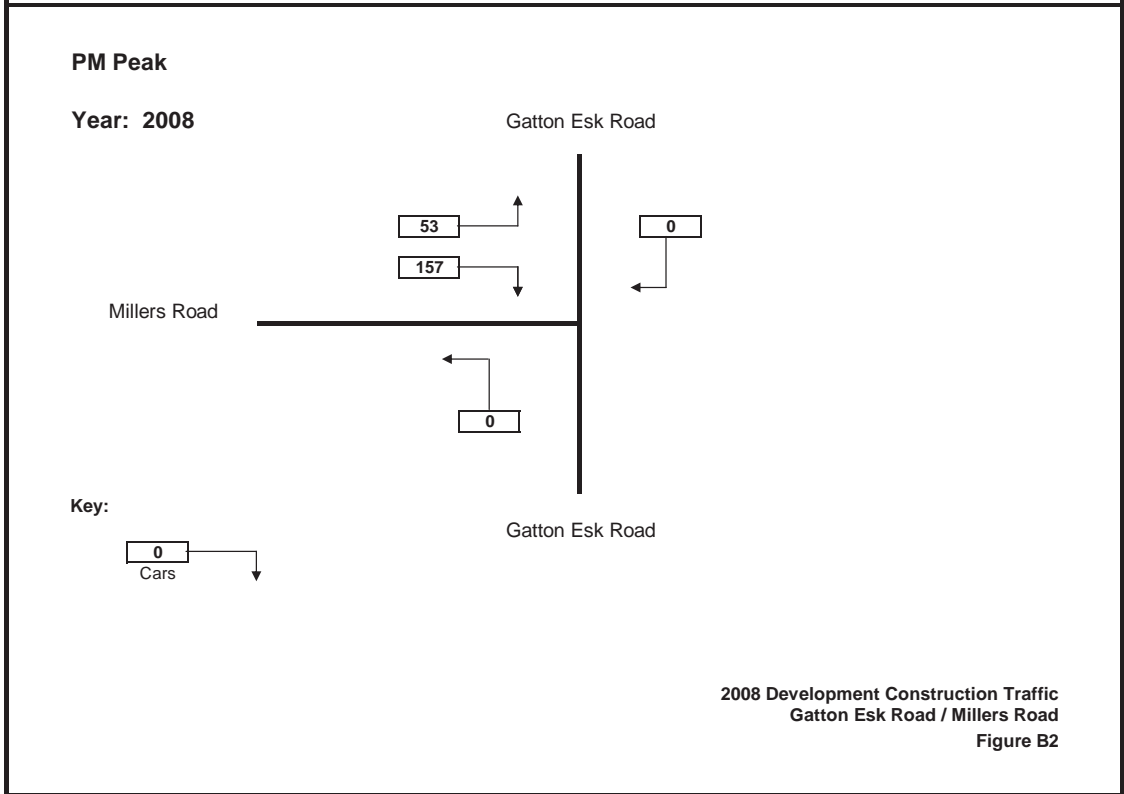 PM Peak
Year: 2008
Gatton Esk Road
53
0
157
Millers Road
0
Key:
Gatton Esk Road
0
Cars
2008 Development Construction Traffic
Gatton Esk Road / Millers Road
Figure B2